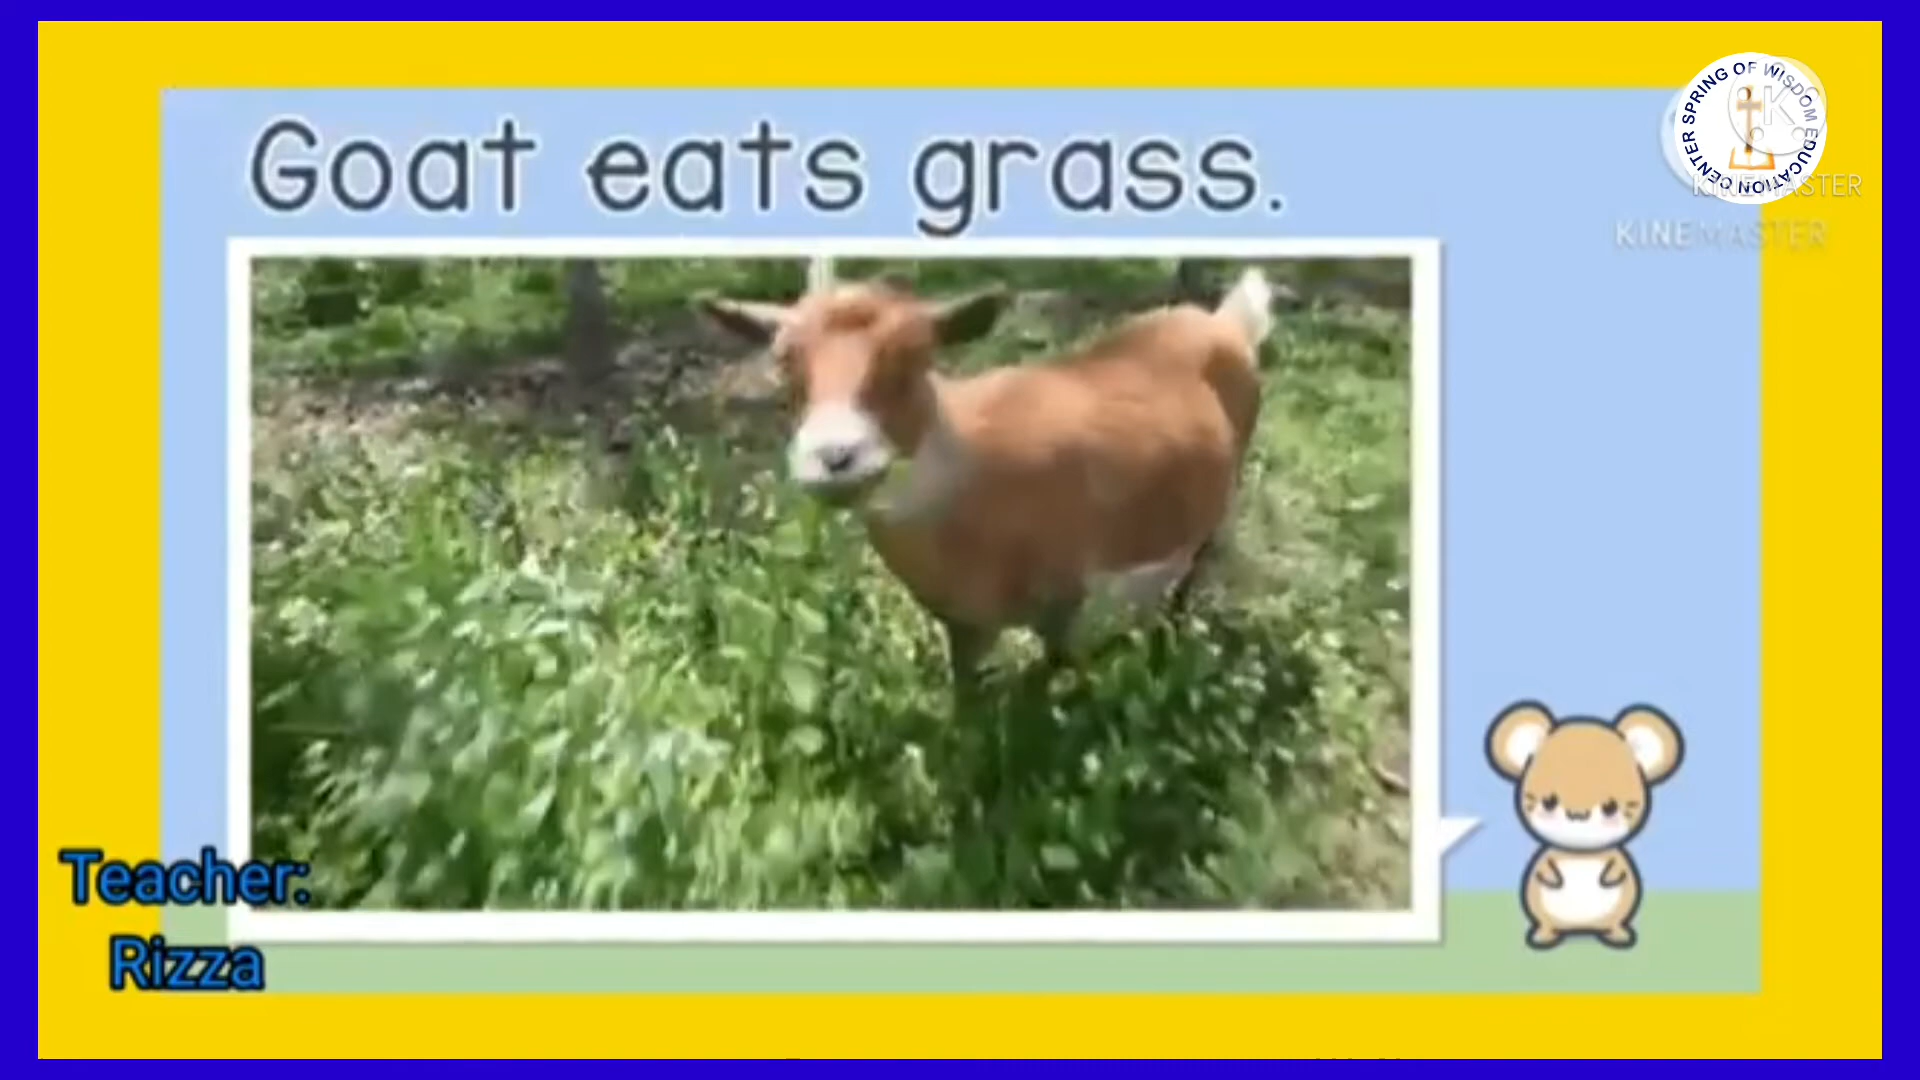 Goat eats grass.
SPRING OF WISDOM EDUCATION CENTER
K
KINEMASTER
KINEMASTER
Teacher:
Rizza